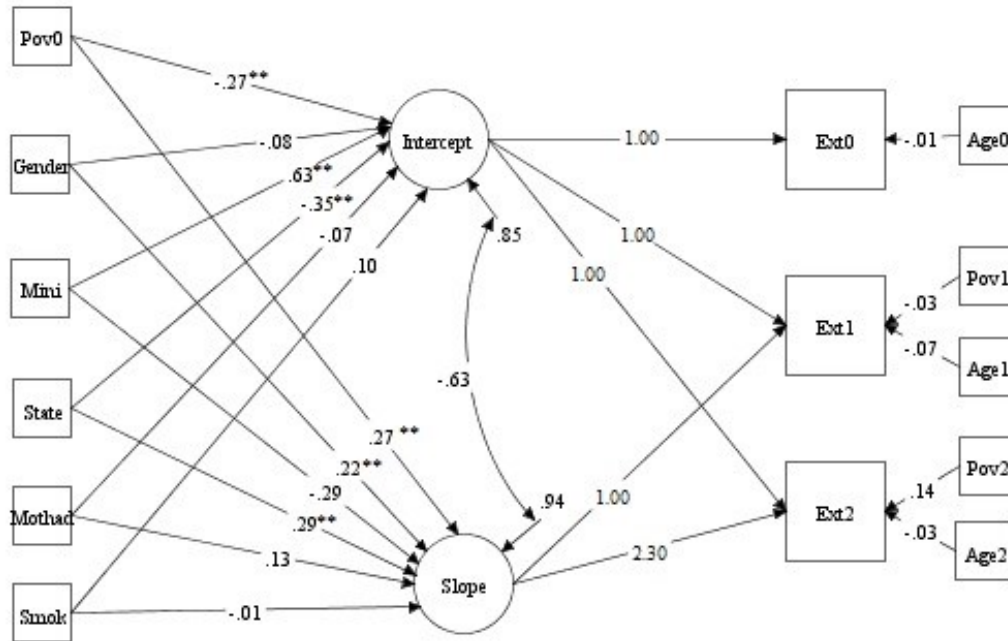 Pov0
-.27**
Intercept
1.00
Ext0
-.01
Age0
Gender
-.08
.63**
-.35**
-.07
.10
.85
1.00
1.00
Mini
Ext1
-.03
Pov1
-.07
Age1
-.63
State
.27 **
.22**
-.29
.29**
.13
.94
1.00
Mothad
Ext2
.14
Pov2
-.03
Age2
2.30
Slope
Smok
-.01